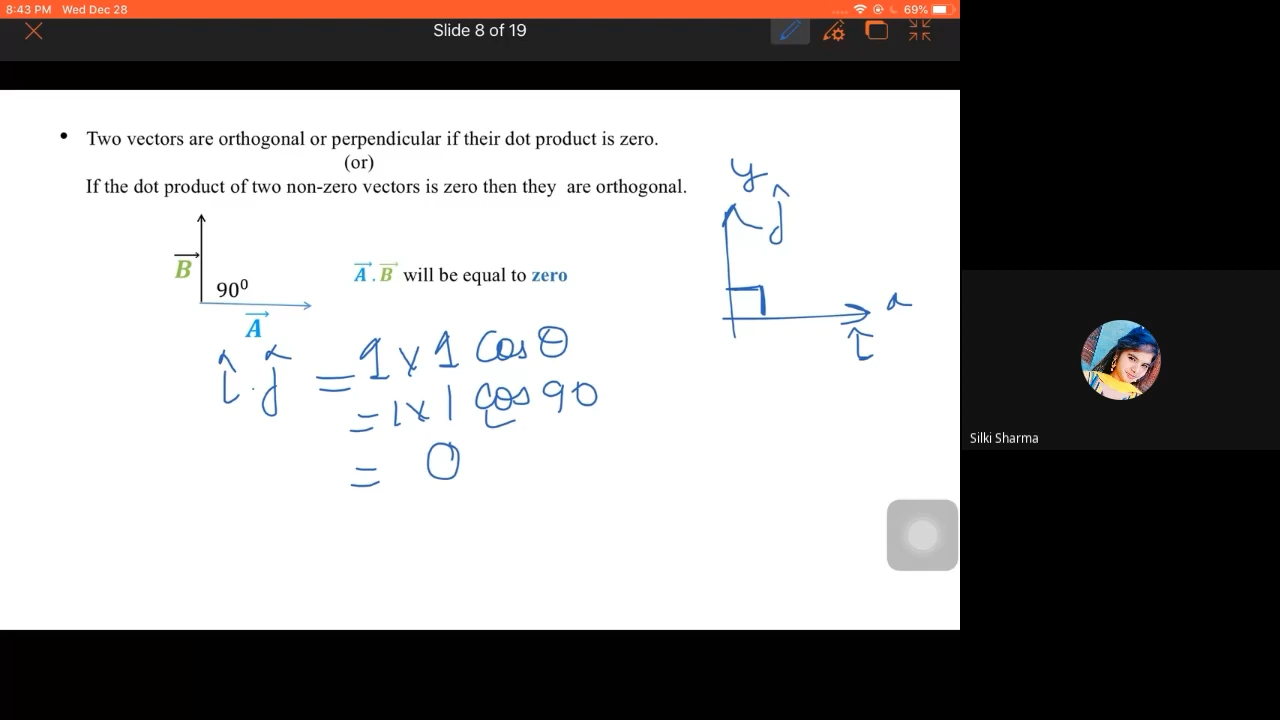 8:43 PM Wed Dec 28
69%
Slide 8 of 19
• Two vectors are orthogonal or perpendicular if their dot product is zero.
(or)
If the dot product of two non-zero vectors is zero then they are orthogonal.
y
ĵ
B⃗
90⁰
A⃗ . B⃗ will be equal to zero
A⃗
î
î . ĵ = 1 × 1 cos θ
= 1 × 1 cos 90
= 0
Silki Sharma